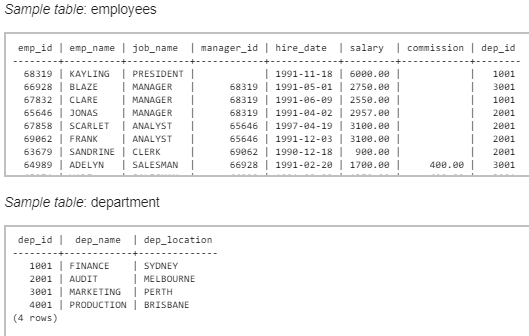 Sample table: employees
emp_id | emp_name | job_name | manager_id | hire_date | salary | commission | dep_id
--------+----------+-----------+------------+------------+---------+------------+--------
68319 | KAYLING | PRESIDENT | | 1991-11-18 | 6000.00 | | 1001
66928 | BLAZE | MANAGER | 68319 | 1991-05-01 | 2750.00 | | 3001
67832 | CLARE | MANAGER | 68319 | 1991-06-09 | 2550.00 | | 1001
65646 | JONAS | MANAGER | 68319 | 1991-04-02 | 2957.00 | | 2001
67858 | SCARLET | ANALYST | 65646 | 1997-04-19 | 3100.00 | | 2001
69062 | FRANK | ANALYST | 65646 | 1991-12-03 | 3100.00 | | 2001
63679 | SANDRINE | CLERK | 69062 | 1990-12-18 | 900.00 | | 2001
64989 | ADELYN | SALESMAN | 66928 | 1991-02-20 | 1700.00 | 400.00 | 3001
Sample table: department
dep_id | dep_name | dep_location
--------+------------+--------------
1001 | FINANCE | SYDNEY
2001 | AUDIT | MELBOURNE
3001 | MARKETING | PERTH
4001 | PRODUCTION | BRISBANE
(4 rows)